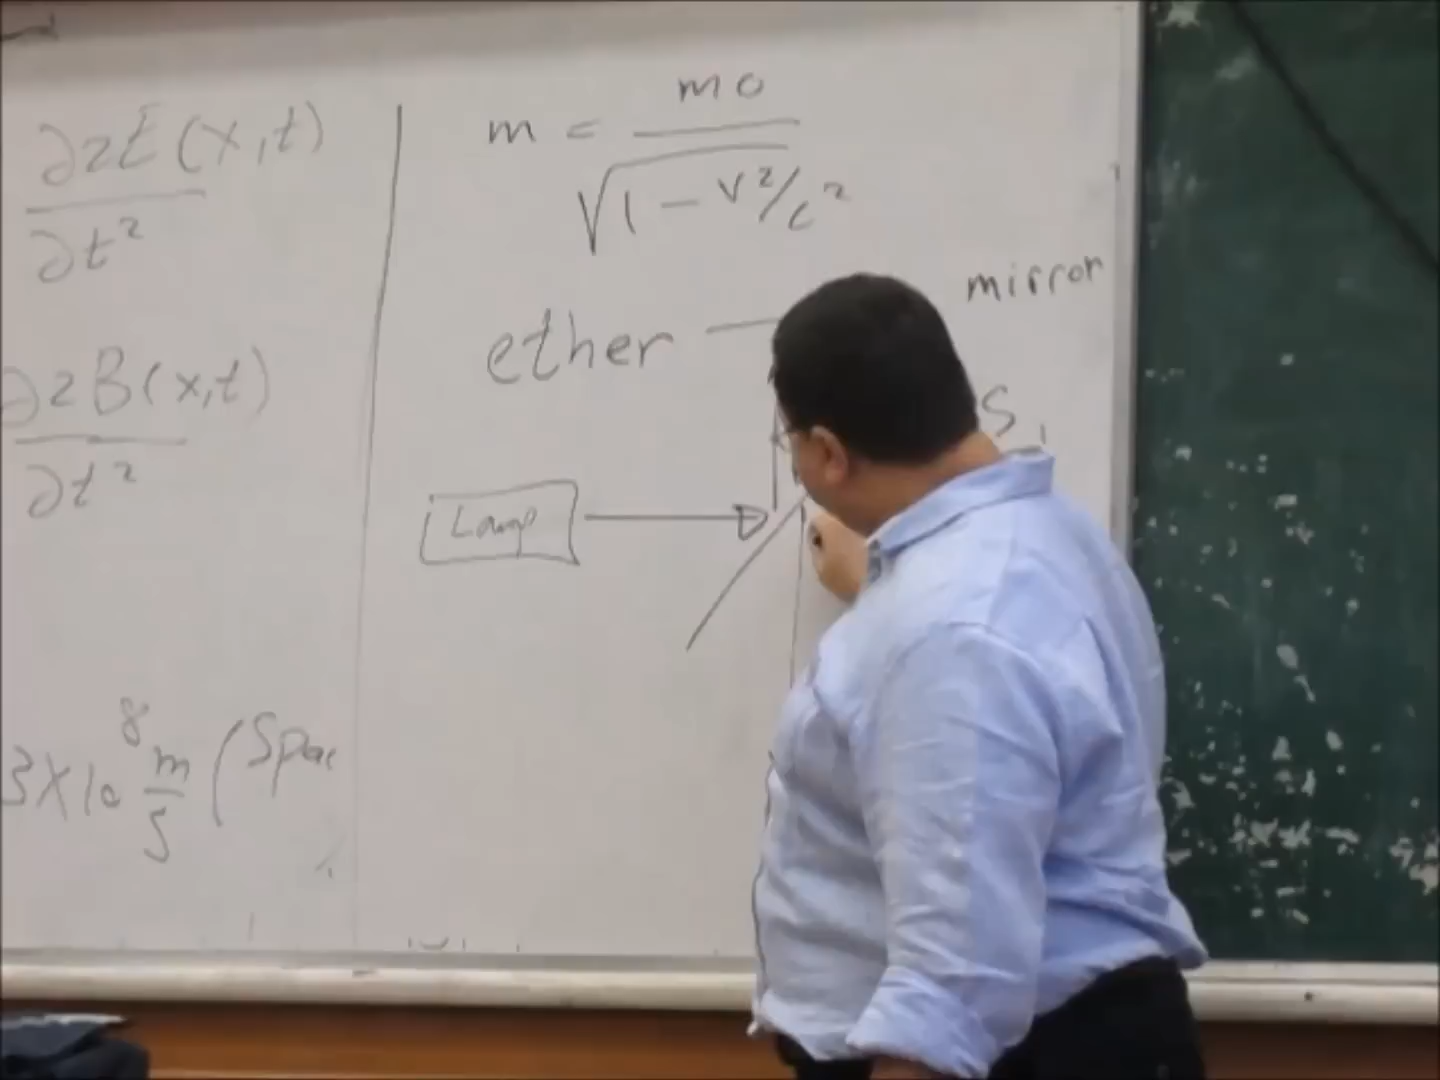 ∂2E(x,t)
∂t²
∂2B(x,t)
∂t²
3×10⁸ m/s (Spac
m = mo
√1 - v²/c²
mirror
ether
S1
Lamp